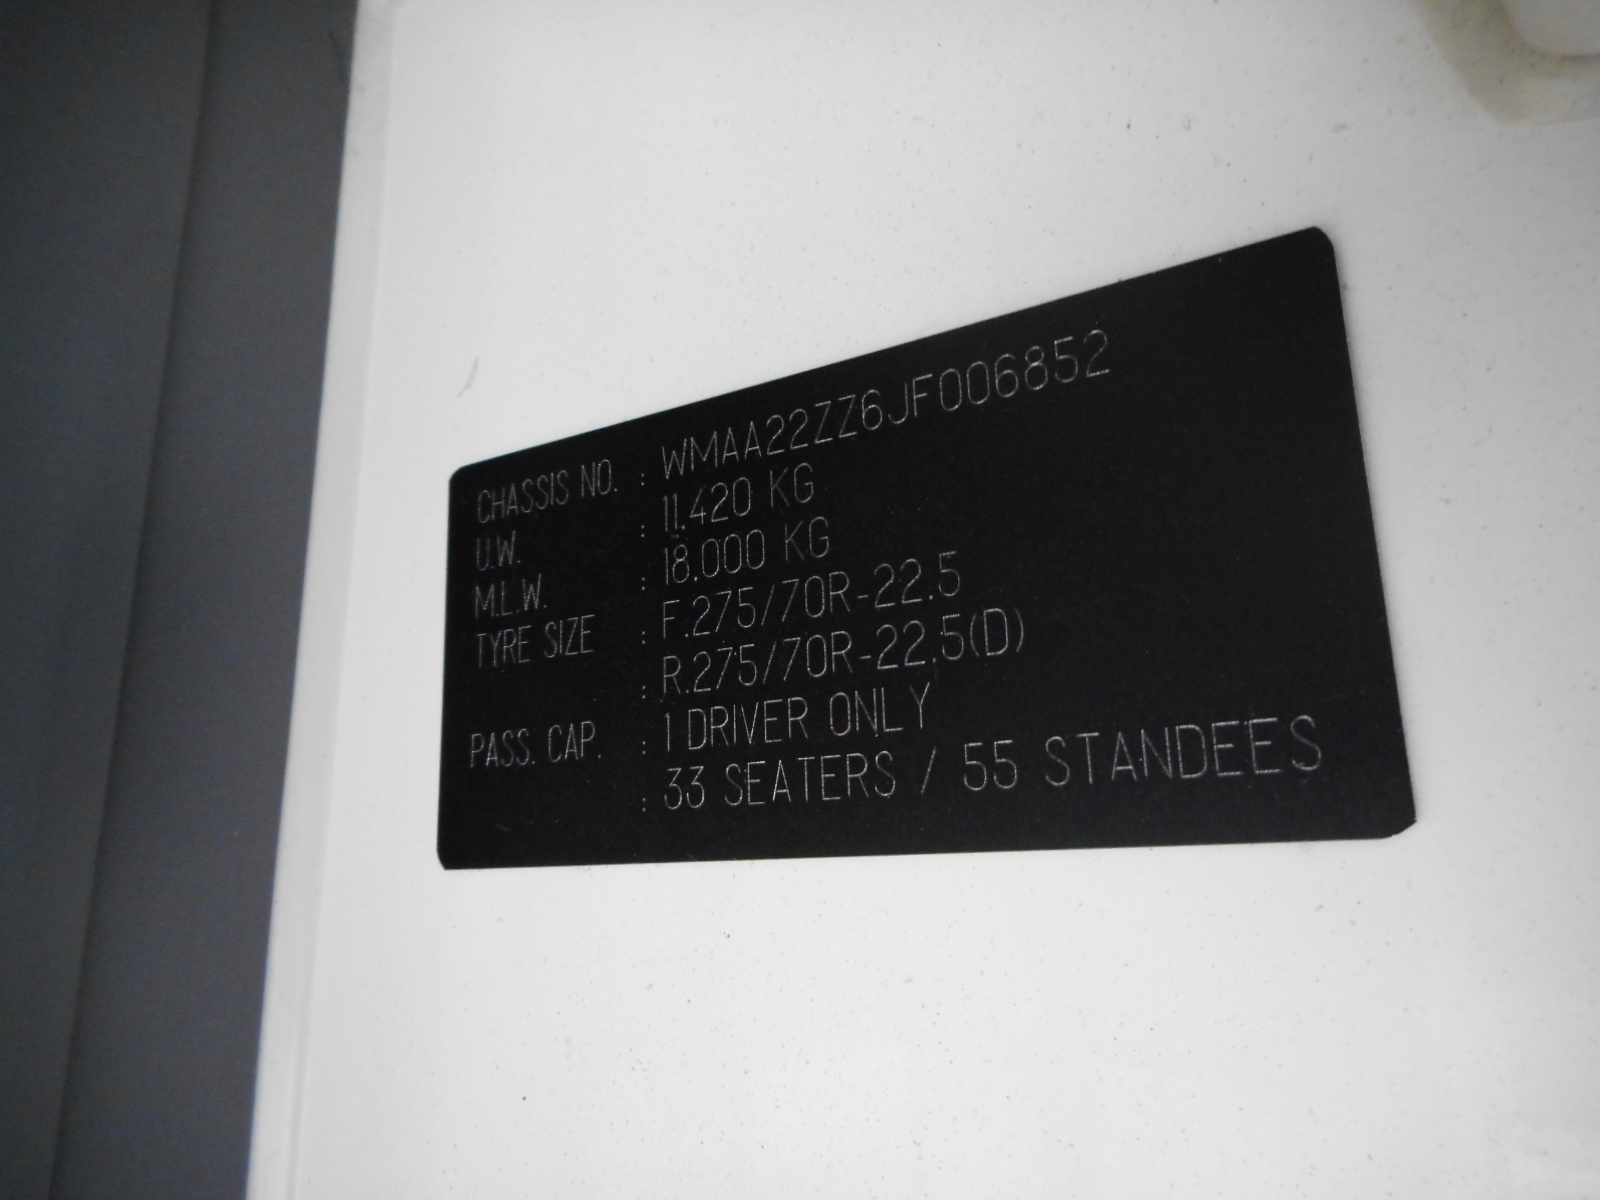 CHASSIS NO. : WMAA22ZZ6JF006852
U.W. : 11.420 KG
M.L.W. : 18.000 KG
TYRE SIZE : F.275/70R-22.5
: R.275/70R-22.5(D)
PASS. CAP. : 1 DRIVER ONLY
: 33 SEATERS / 55 STANDEES